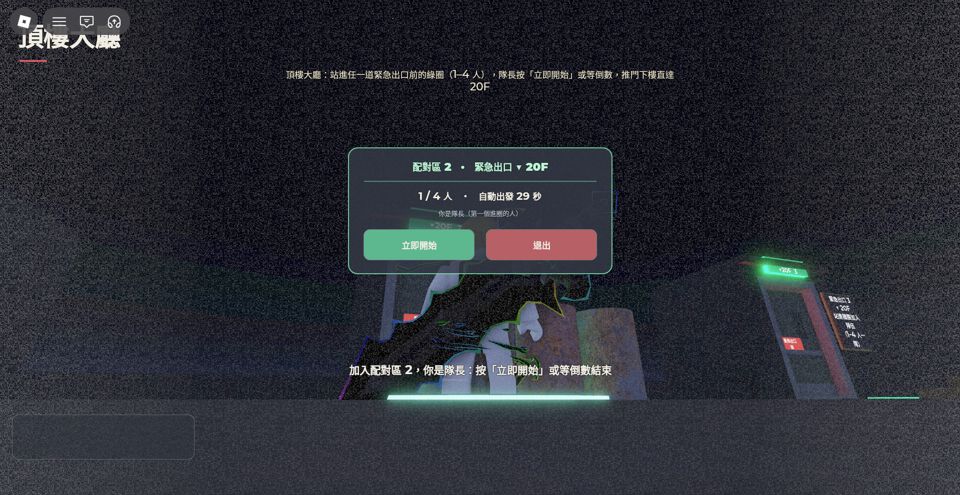 頂樓大廳
頂樓大廳：站進任一道緊急出口前的綠圈（1–4 人），隊長按「立即開始」或等倒數，推門下樓直達
20F
配對區 2 • 緊急出口 ▼ 20F
1 / 4 人 • 自動出發 29 秒
你是隊長（第一個進圈的人）
立即開始
退出
加入配對區 2，你是隊長：按「立即開始」或等倒數結束
緊急出口 3
▼ 20F